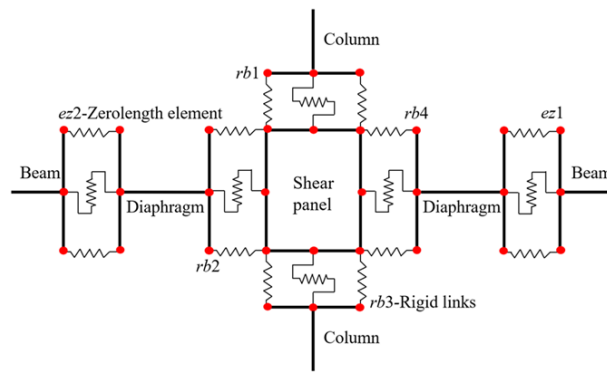 Column
rb1
ez2-Zerolength element
rb4
ez1
Beam
Shear
panel
Beam
Diaphragm
Diaphragm
rb2
rb3-Rigid links
Column